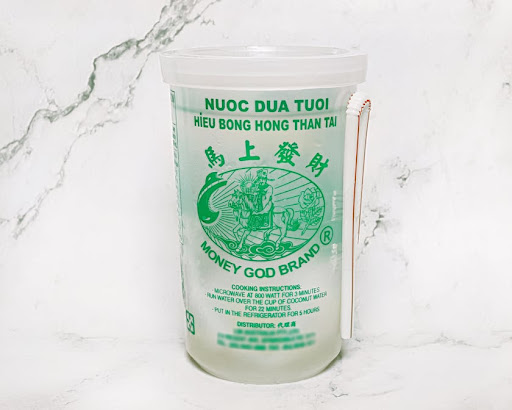 NUOC DUA TUOI
HIẾU BONG HONG THAN TAI
馬上發財
MONEY GOD BRAND ®
COOKING INSTRUCTIONS:
- MICROWAVE AT 800 WATT FOR 3 MINUTES
- RUN WATER OVER THE CUP OF COCONUT WATER
FOR 22 MINUTES.
- PUT IN THE REFRIGERATOR FOR 5 HOURS.
DISTRIBUTOR: